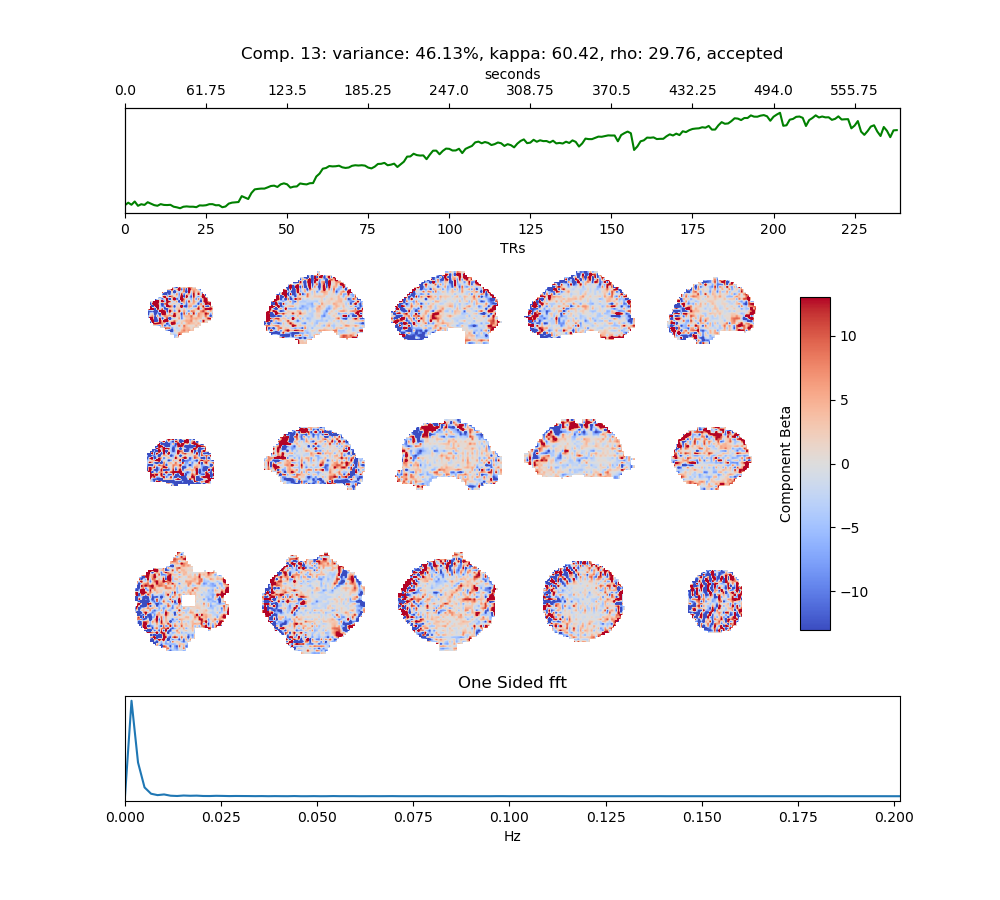 Comp. 13: variance: 46.13%, kappa: 60.42, rho: 29.76, accepted
seconds
0.0 61.75 123.5 185.25 247.0 308.75 370.5 432.25 494.0 555.75
0 25 50 75 100 125 150 175 200 225
TRs
10
5
0
−5
−10
Component Beta
One Sided fft
0.000 0.025 0.050 0.075 0.100 0.125 0.150 0.175 0.200
Hz